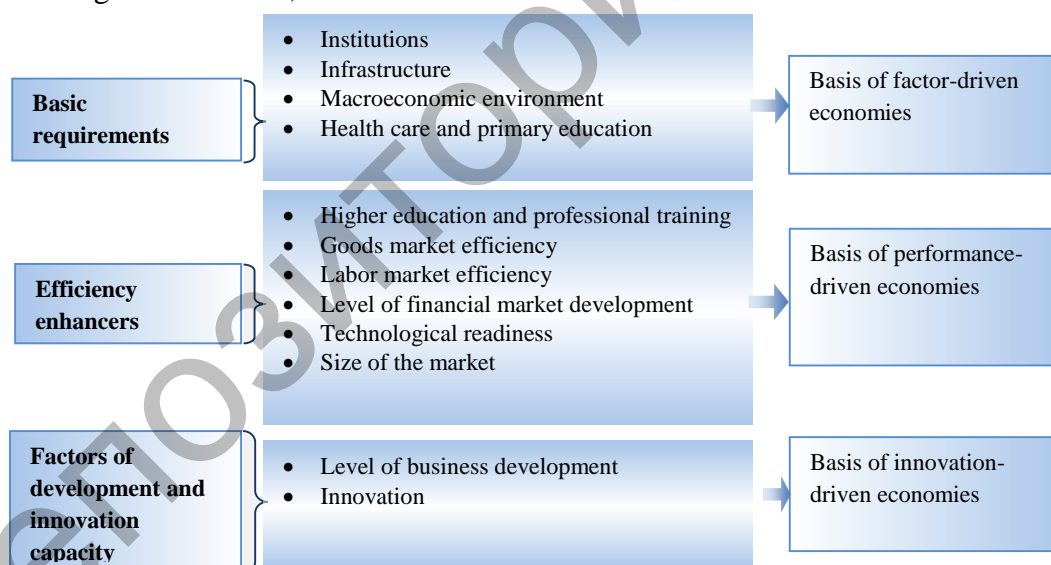 Basic
requirements
• Institutions
• Infrastructure
• Macroeconomic environment
• Health care and primary education
Basis of factor-driven
economies
Efficiency
enhancers
• Higher education and professional training
• Goods market efficiency
• Labor market efficiency
• Level of financial market development
• Technological readiness
• Size of the market
Basis of performance-
driven economies
Factors of
development and
innovation
capacity
• Level of business development
• Innovation
Basis of innovation-
driven economies
епозитори